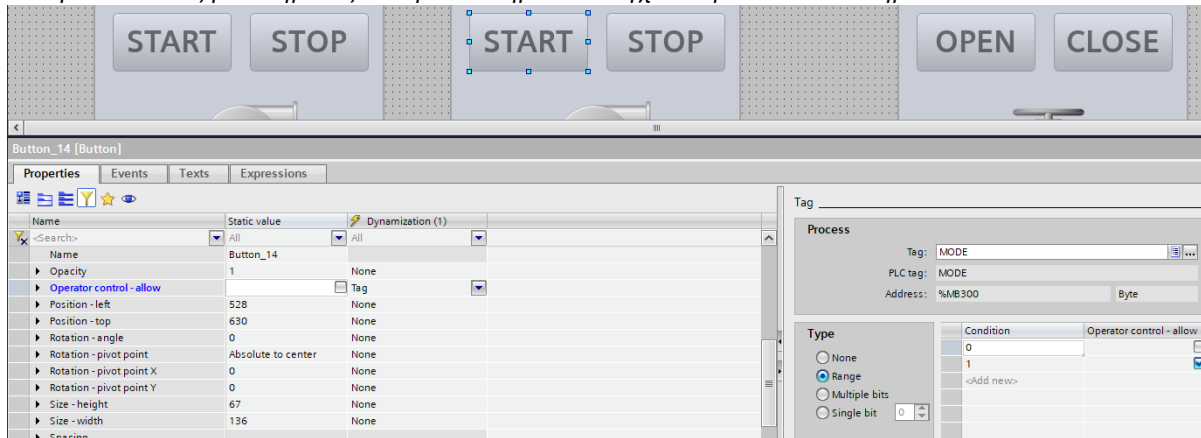 START STOP START STOP OPEN CLOSE
Button_14 [Button]
Properties Events Texts Expressions
Name Static value Dynamization (1)
<Search> All All
Name Button_14
Opacity 1 None
Operator control - allow Tag
Position - left 528 None
Position - top 630 None
Rotation - angle 0 None
Rotation - pivot point Absolute to center None
Rotation - pivot point X 0 None
Rotation - pivot point Y 0 None
Size - height 67 None
Size - width 136 None
Spacing
Tag
Process
Tag: MODE ...
PLC tag: MODE
Address: %MB300 Byte
Type
None
Range
Multiple bits
Single bit 0
Condition Operator control - allow
0
1
<Add new>